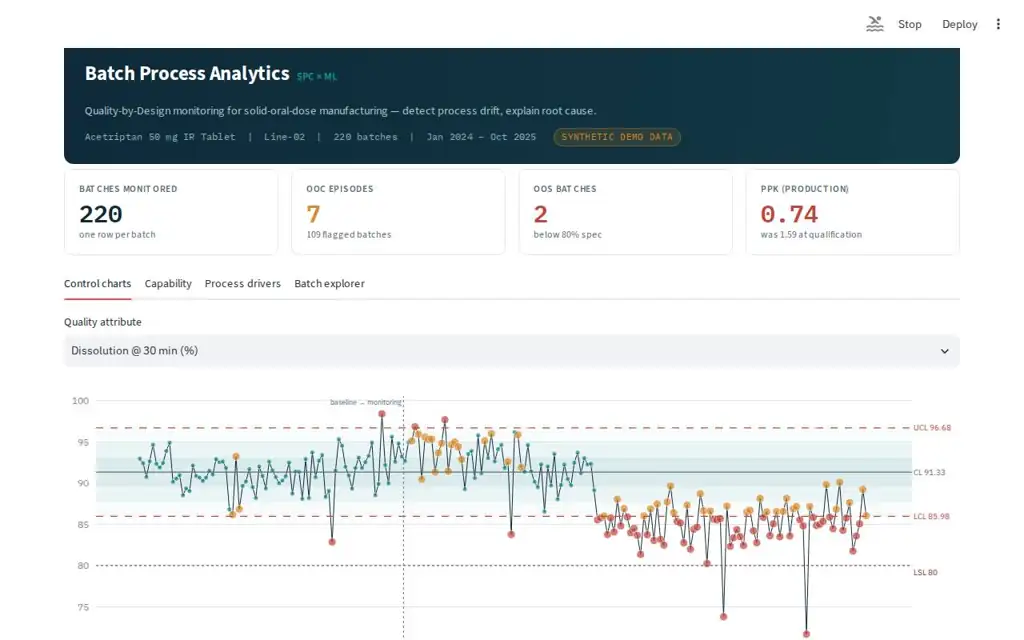 Stop Deploy
Batch Process Analytics SPC × ML
Quality-by-Design monitoring for solid-oral-dose manufacturing — detect process drift, explain root cause.
Acetriptan 50 mg IR Tablet | Line-02 | 220 batches | Jan 2024 – Oct 2025 SYNTHETIC DEMO DATA
BATCHES MONITORED
220
one row per batch
OOC EPISODES
7
109 flagged batches
OOS BATCHES
2
below 80% spec
PPK (PRODUCTION)
0.74
was 1.59 at qualification
Control charts Capability Process drivers Batch explorer
Quality attribute
Dissolution @ 30 min (%)
baseline → monitoring
100
UCL 96.68
95
CL 91.33
90
LCL 85.98
85
80
LSL 80
75